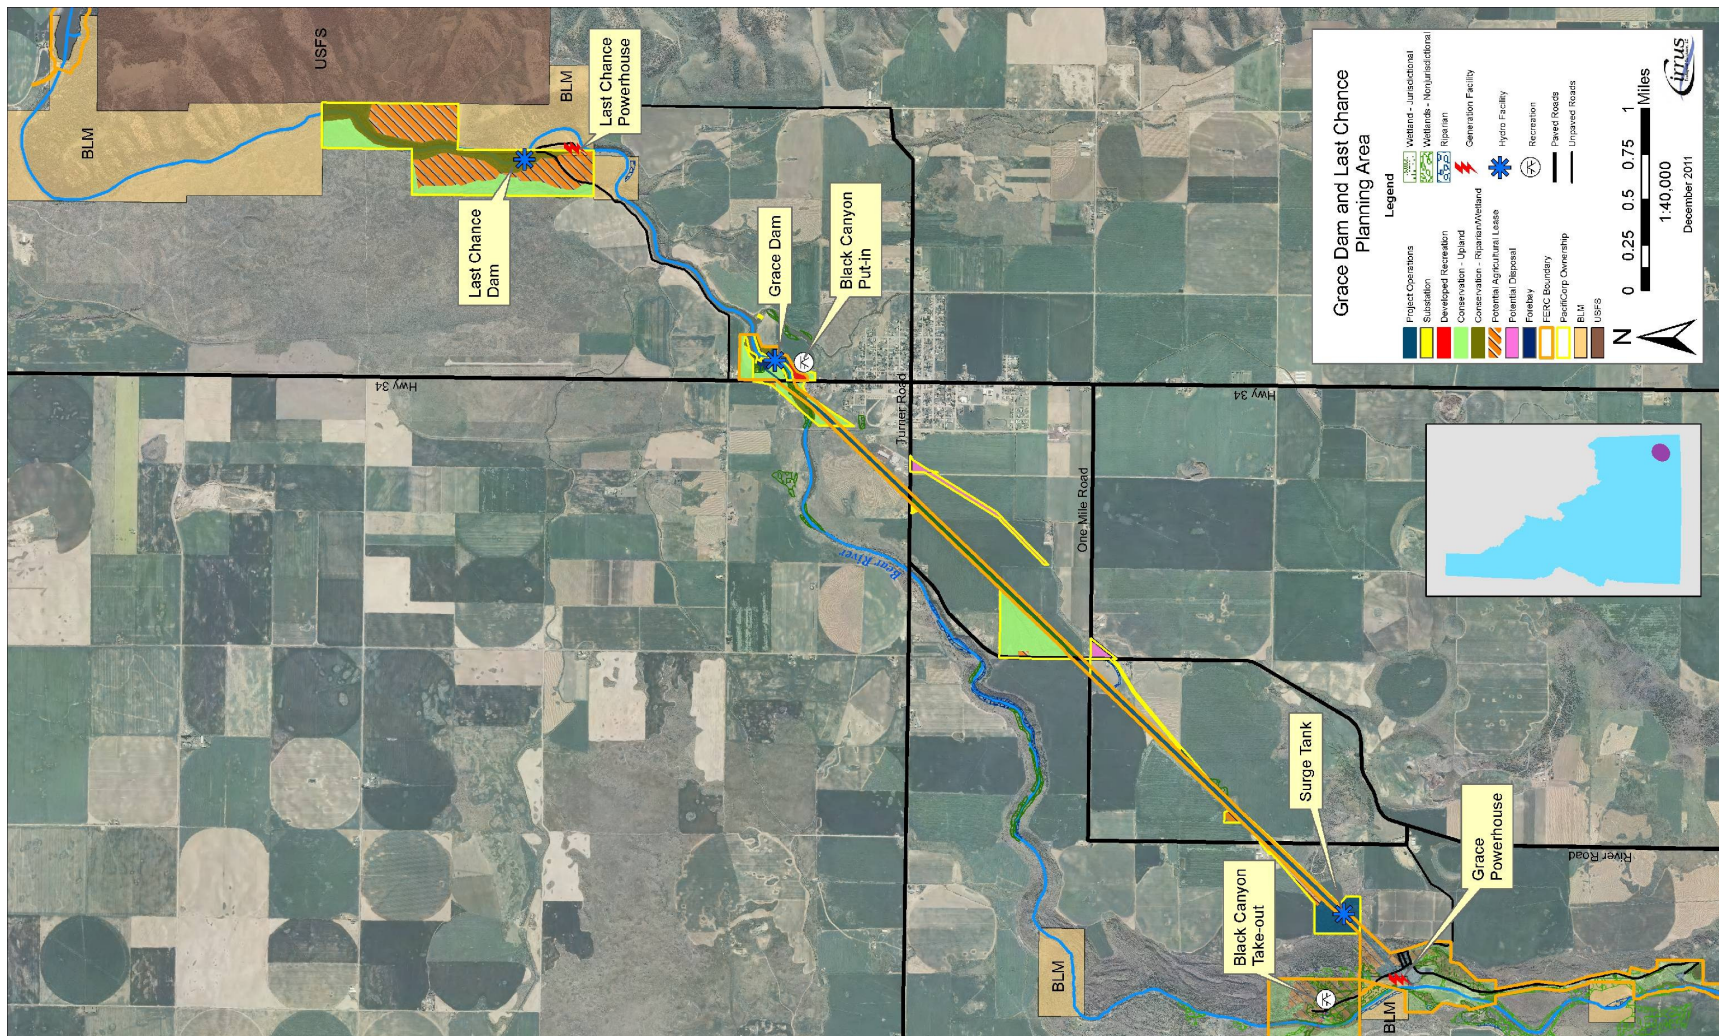 USFS
BLM
BLM
Last Chance
Powerhouse
Last Chance
Dam
Grace Dam
Black Canyon
Put-in
Hwy 34
Turner Road
One Mile Road
Hwy 34
Bear River
Surge Tank
Grace
Powerhouse
River Road
Black Canyon
Take-out
BLM
BLM
Grace Dam and Last Chance
Planning Area
Legend
Project Operations
Substation
Developed Recreation
Conservation - Upland
Conservation - Riparian/Wetland
Potential Agricultural Lease
Potential Disposal
Forebay
FERC Boundary
PacifiCorp Ownership
BLM
USFS
Wetland - Jurisdictional
Wetlands - Nonjurisdictional
Riparian
Generation Facility
Hydro Facility
Recreation
Paved Roads
Unpaved Roads
N
0 0.25 0.5 0.75 1
Miles
1:40,000
December 2011
Cirrus